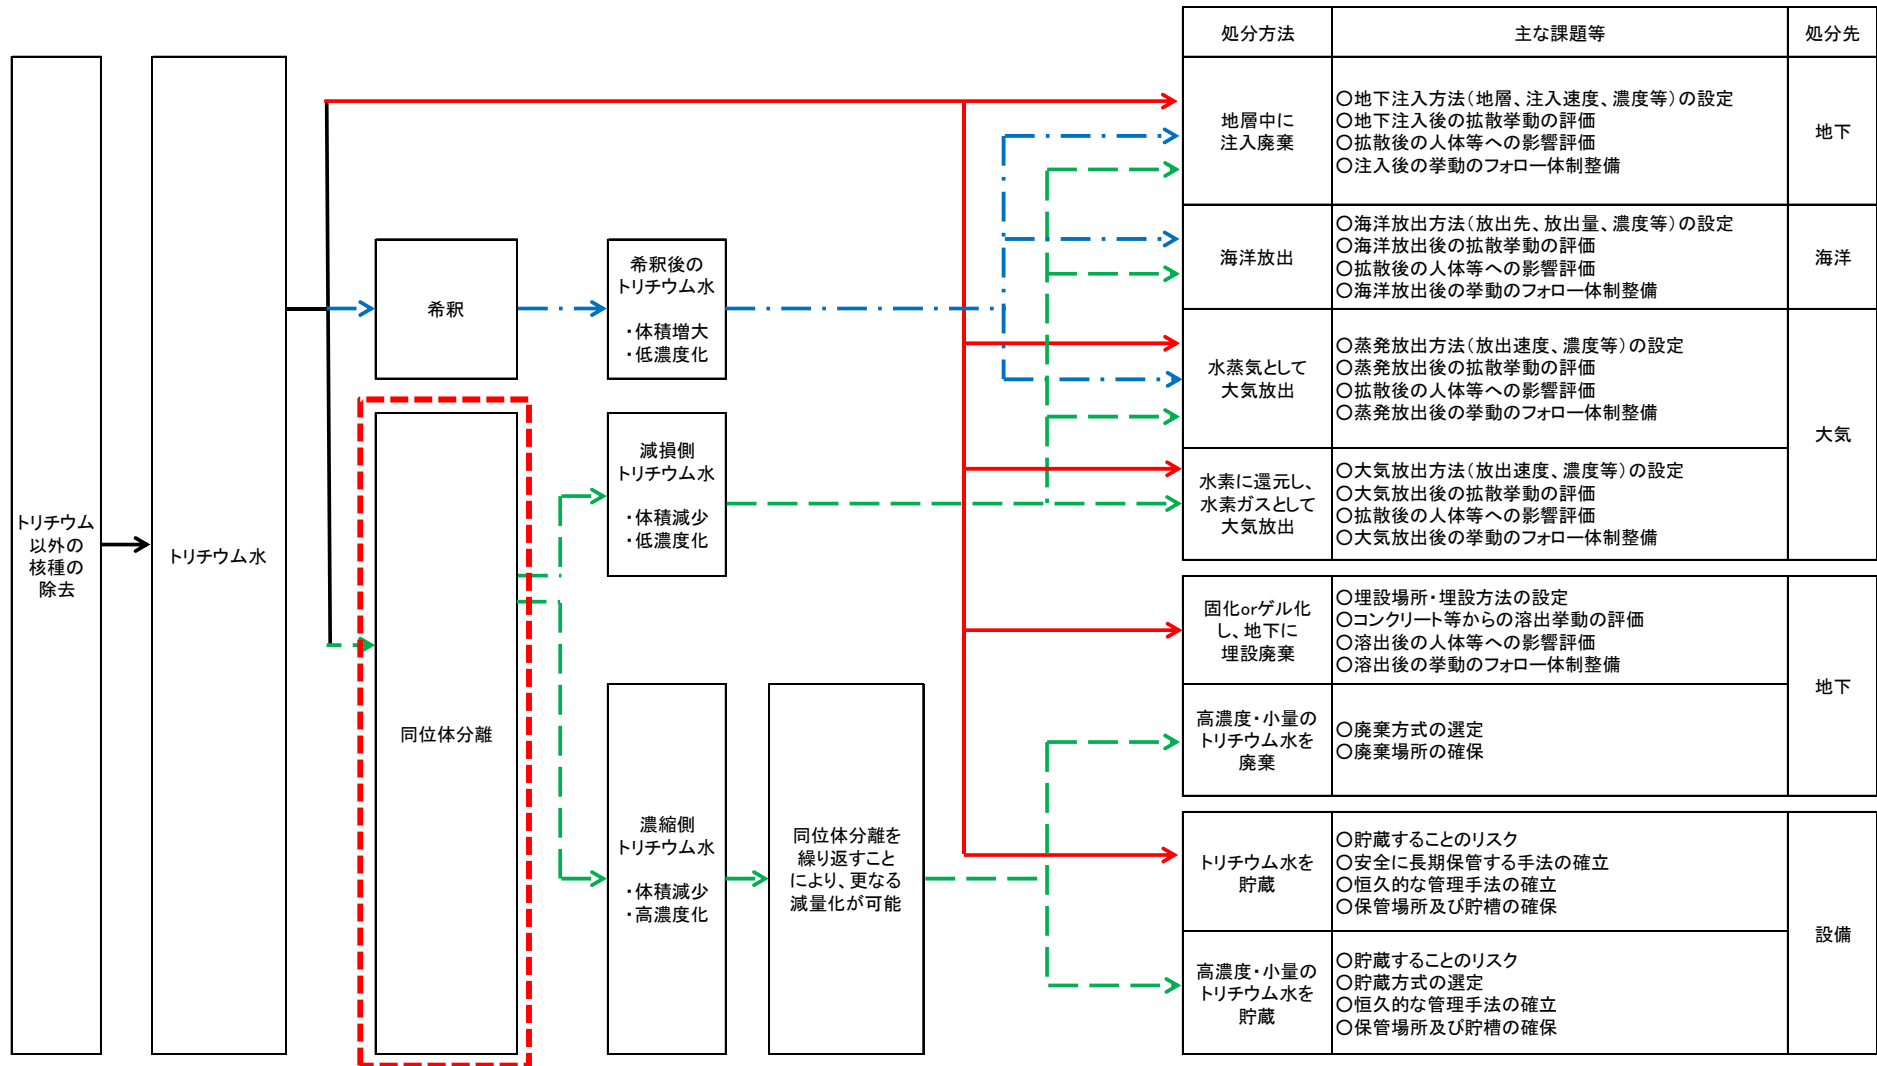 トリチウム
以外の
核種の
除去
トリチウム水
希釈
同位体分離
希釈後の
トリチウム水
・体積増大
・低濃度化
減損側
トリチウム水
・体積減少
・低濃度化
濃縮側
トリチウム水
・体積減少
・高濃度化
同位体分離を
繰り返すこと
により、更なる
減量化が可能
処分方法
主な課題等
処分先
地層中に
注入廃棄
○地下注入方法（地層、注入速度、濃度等）の設定
○地下注入後の拡散挙動の評価
○拡散後の人体等への影響評価
○注入後の挙動のフォロー体制整備
地下
海洋放出
○海洋放出方法（放出先、放出量、濃度等）の設定
○海洋放出後の拡散挙動の評価
○拡散後の人体等への影響評価
○海洋放出後の挙動のフォロー体制整備
海洋
水蒸気として
大気放出
○蒸発放出方法（放出速度、濃度等）の設定
○蒸発放出後の拡散挙動の評価
○拡散後の人体等への影響評価
○蒸発放出後の挙動のフォロー体制整備
大気
水素に還元し、
水素ガスとして
大気放出
○大気放出方法（放出速度、濃度等）の設定
○大気放出後の拡散挙動の評価
○拡散後の人体等への影響評価
○大気放出後の挙動のフォロー体制整備
固化orゲル化
し、地下に
埋設廃棄
○埋設場所・埋設方法の設定
○コンクリート等からの溶出挙動の評価
○溶出後の人体等への影響評価
○溶出後の挙動のフォロー体制整備
地下
高濃度・小量の
トリチウム水を
廃棄
○廃棄方式の選定
○廃棄場所の確保
トリチウム水を
貯蔵
○貯蔵することのリスク
○安全に長期保管する手法の確立
○恒久的な管理手法の確立
○保管場所及び貯槽の確保
設備
高濃度・小量の
トリチウム水を
貯蔵
○貯蔵することのリスク
○貯蔵方式の選定
○恒久的な管理手法の確立
○保管場所及び貯槽の確保